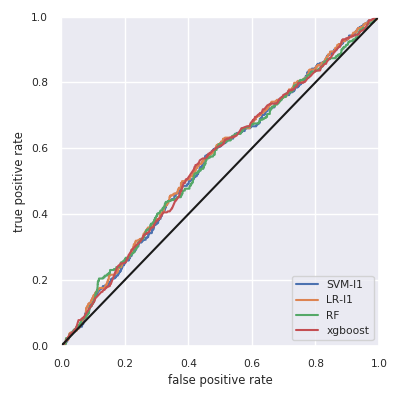 1.0
0.8
0.6
0.4
0.2
0.0
true positive rate
SVM-l1
LR-l1
RF
xgboost
0.0 0.2 0.4 0.6 0.8 1.0
false positive rate